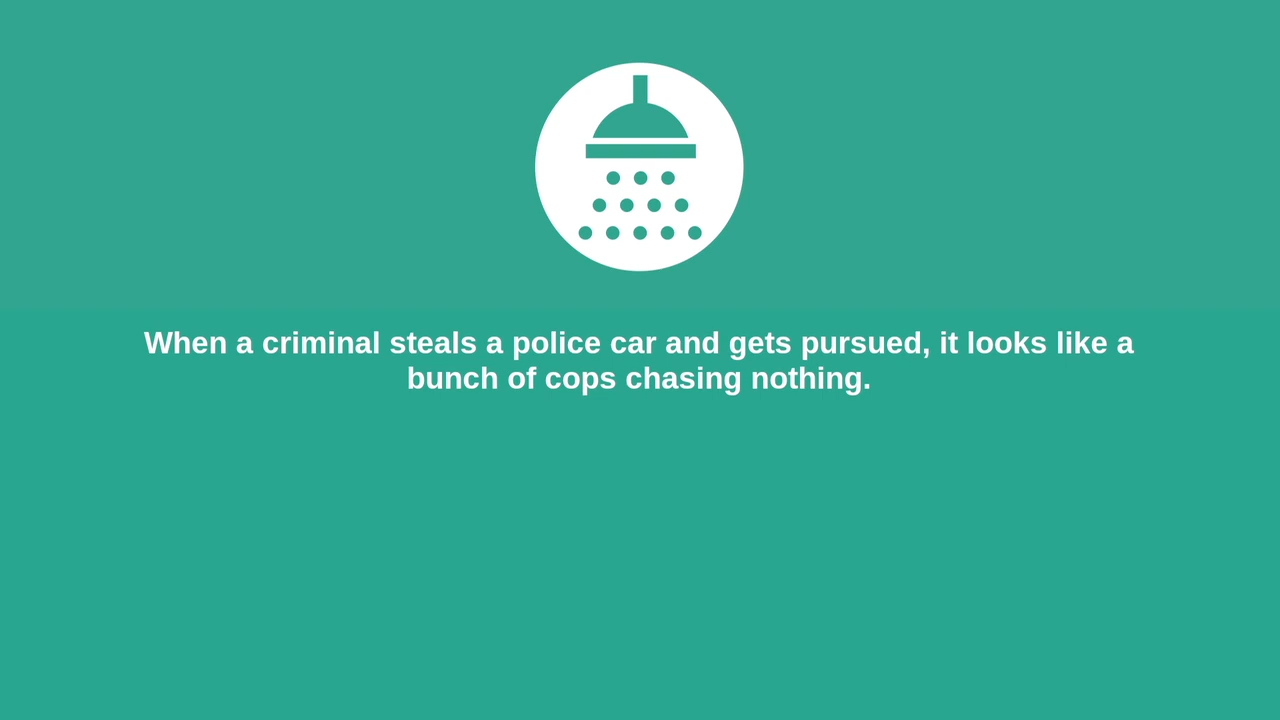 When a criminal steals a police car and gets pursued, it looks like a
bunch of cops chasing nothing.